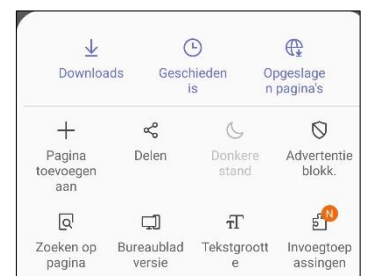 Downloads
Geschieden
is
Opgeslage
n pagina's
Pagina
toevoegen
aan
Delen
Donkere
stand
Advertentie
blokk.
N
Zoeken op
pagina
Bureaublad
versie
Tekstgroott
e
Invoegtoep
assingen